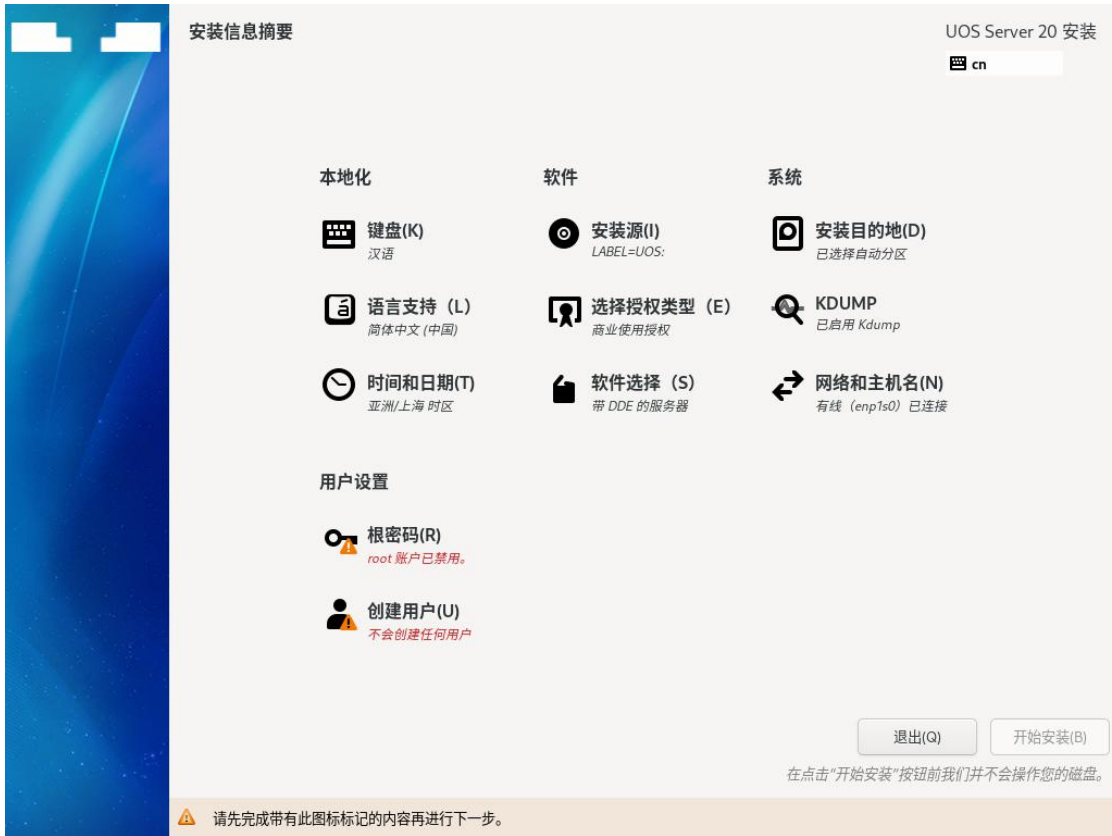 安装信息摘要
UOS Server 20 安装
cn
本地化
软件
系统
键盘(K)
汉语
安装源(I)
LABEL=UOS:
安装目的地(D)
已选择自动分区
语言支持（L）
简体中文 (中国)
选择授权类型（E）
商业使用授权
KDUMP
已启用 Kdump
时间和日期(T)
亚洲/上海 时区
软件选择（S）
带 DDE 的服务器
网络和主机名(N)
有线（enp1s0）已连接
用户设置
根密码(R)
root 账户已禁用。
创建用户(U)
不会创建任何用户
退出(Q)
开始安装(B)
在点击"开始安装"按钮前我们并不会操作您的磁盘。
请先完成带有此图标标记的内容再进行下一步。